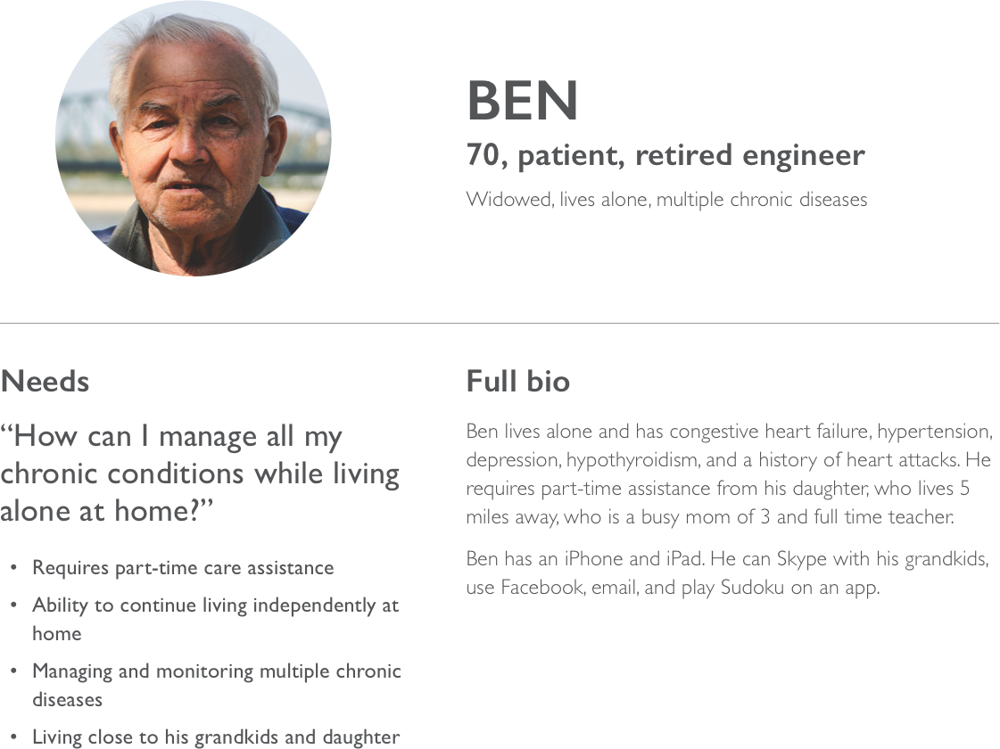 BEN
70, patient, retired engineer
Widowed, lives alone, multiple chronic diseases
Needs
“How can I manage all my
chronic conditions while living
alone at home?”
• Requires part-time care assistance
• Ability to continue living independently at
home
• Managing and monitoring multiple chronic
diseases
• Living close to his grandkids and daughter
Full bio
Ben lives alone and has congestive heart failure, hypertension,
depression, hypothyroidism, and a history of heart attacks. He
requires part-time assistance from his daughter, who lives 5
miles away, who is a busy mom of 3 and full time teacher.
Ben has an iPhone and iPad. He can Skype with his grandkids,
use Facebook, email, and play Sudoku on an app.